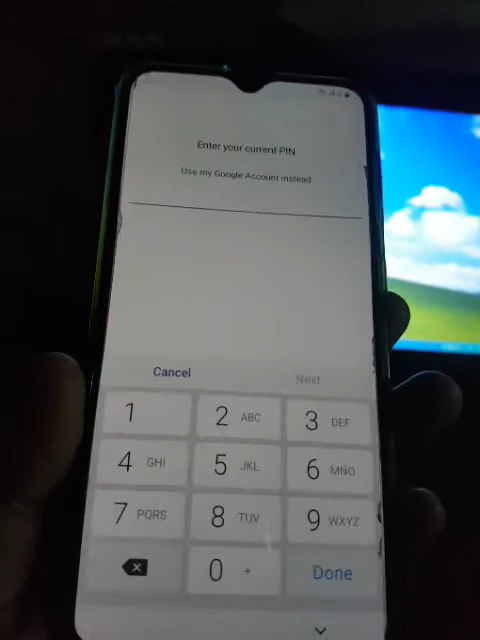 Enter your current PIN
Use my Google Account instead
Cancel
Next
1
2 ABC
3 DEF
4 GHI
5 JKL
6 MNO
7 PQRS
8 TUV
9 WXYZ
0 +
Done